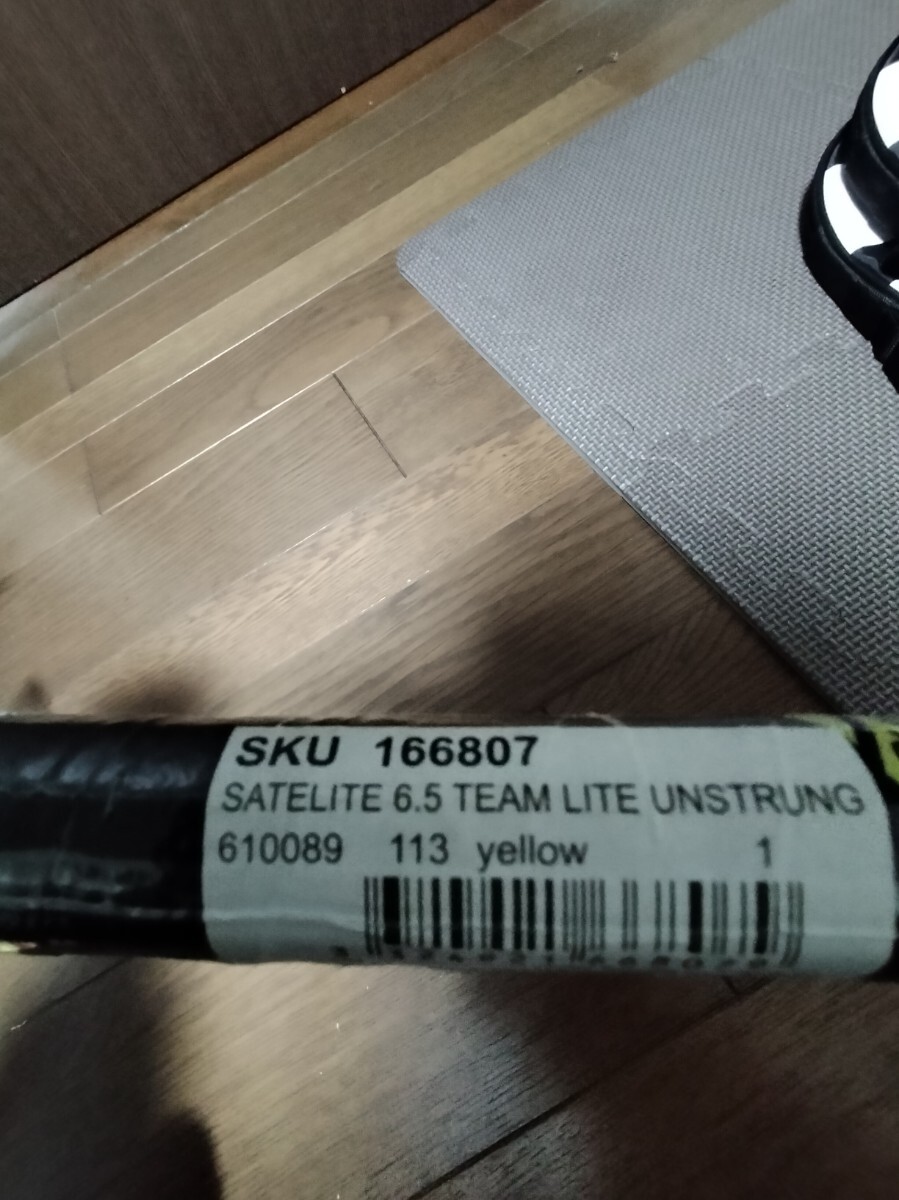 SKU 166807
SATELITE 6.5 TEAM LITE UNSTRUNG
610089 113 yellow 1